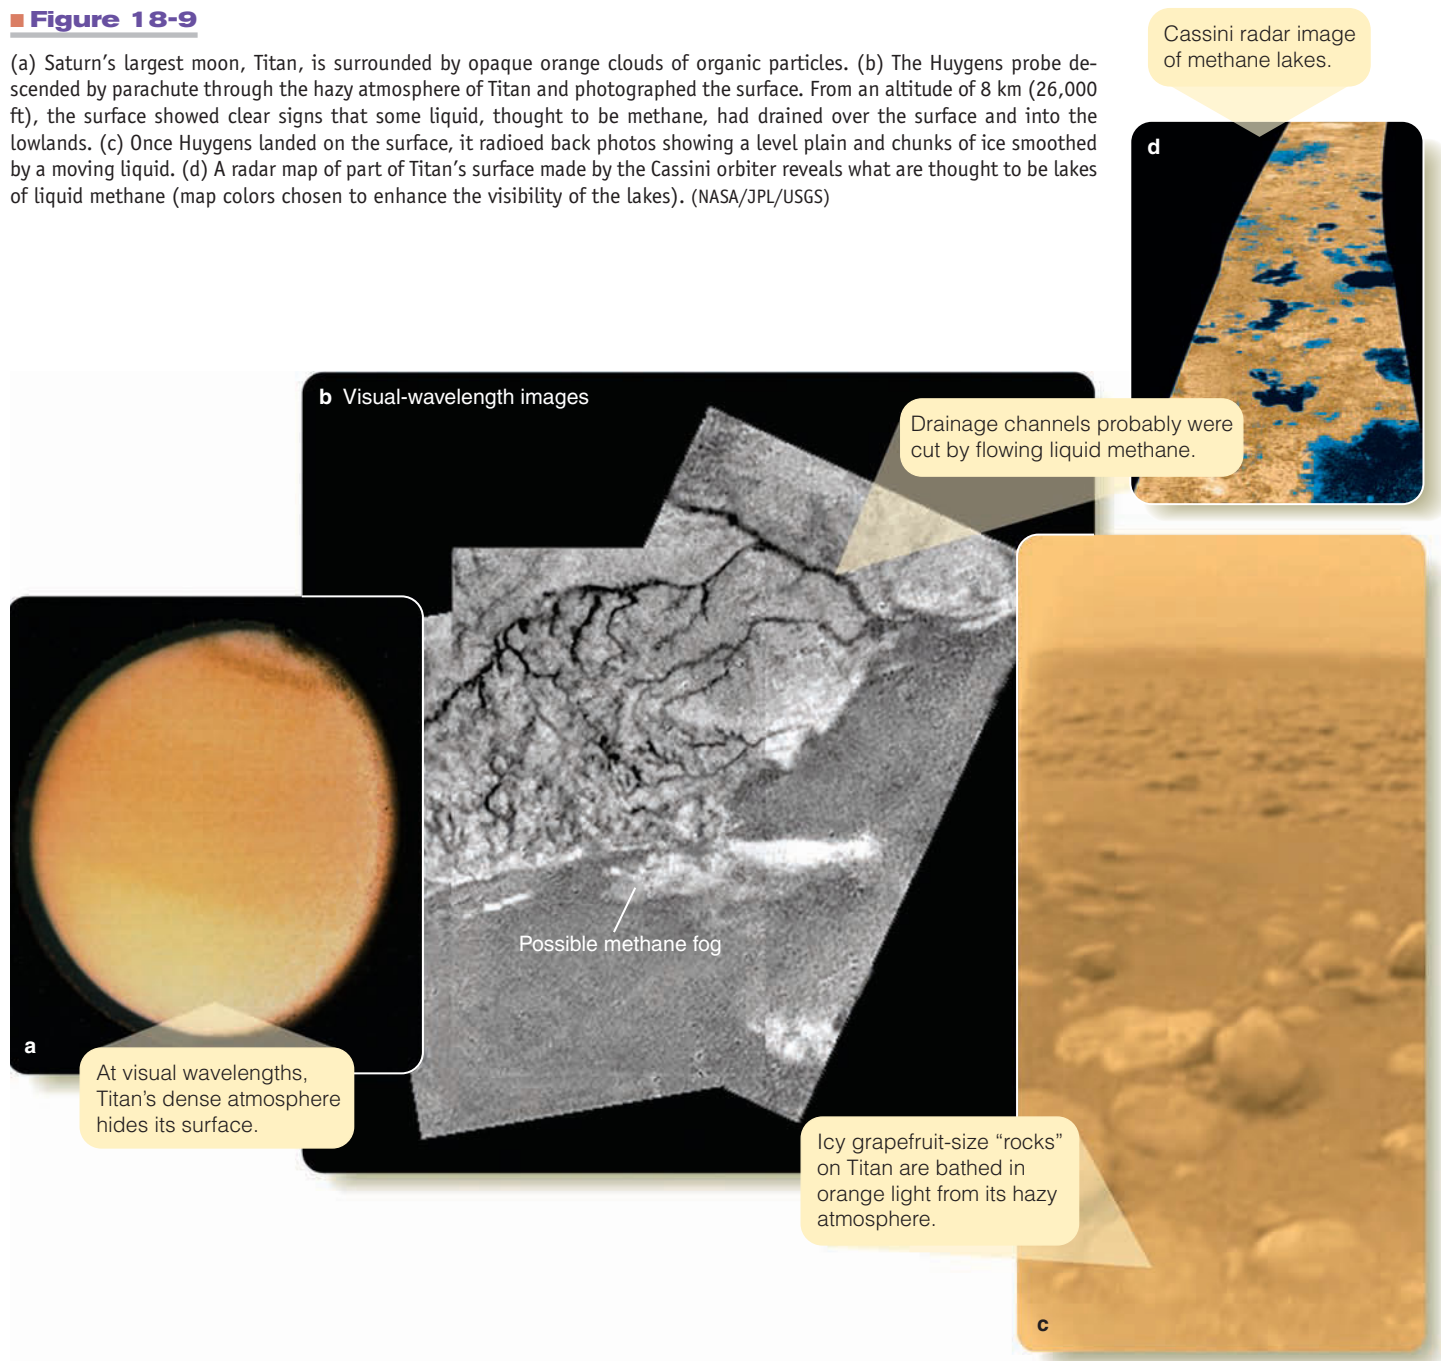 Figure 18-9
(a) Saturn’s largest moon, Titan, is surrounded by opaque orange clouds of organic particles. (b) The Huygens probe de-
scended by parachute through the hazy atmosphere of Titan and photographed the surface. From an altitude of 8 km (26,000
ft), the surface showed clear signs that some liquid, thought to be methane, had drained over the surface and into the
lowlands. (c) Once Huygens landed on the surface, it radioed back photos showing a level plain and chunks of ice smoothed
by a moving liquid. (d) A radar map of part of Titan’s surface made by the Cassini orbiter reveals what are thought to be lakes
of liquid methane (map colors chosen to enhance the visibility of the lakes). (NASA/JPL/USGS)
Cassini radar image
of methane lakes.
d
b Visual-wavelength images
Drainage channels probably were
cut by flowing liquid methane.
Possible methane fog
a
At visual wavelengths,
Titan’s dense atmosphere
hides its surface.
Icy grapefruit-size “rocks”
on Titan are bathed in
orange light from its hazy
atmosphere.
c